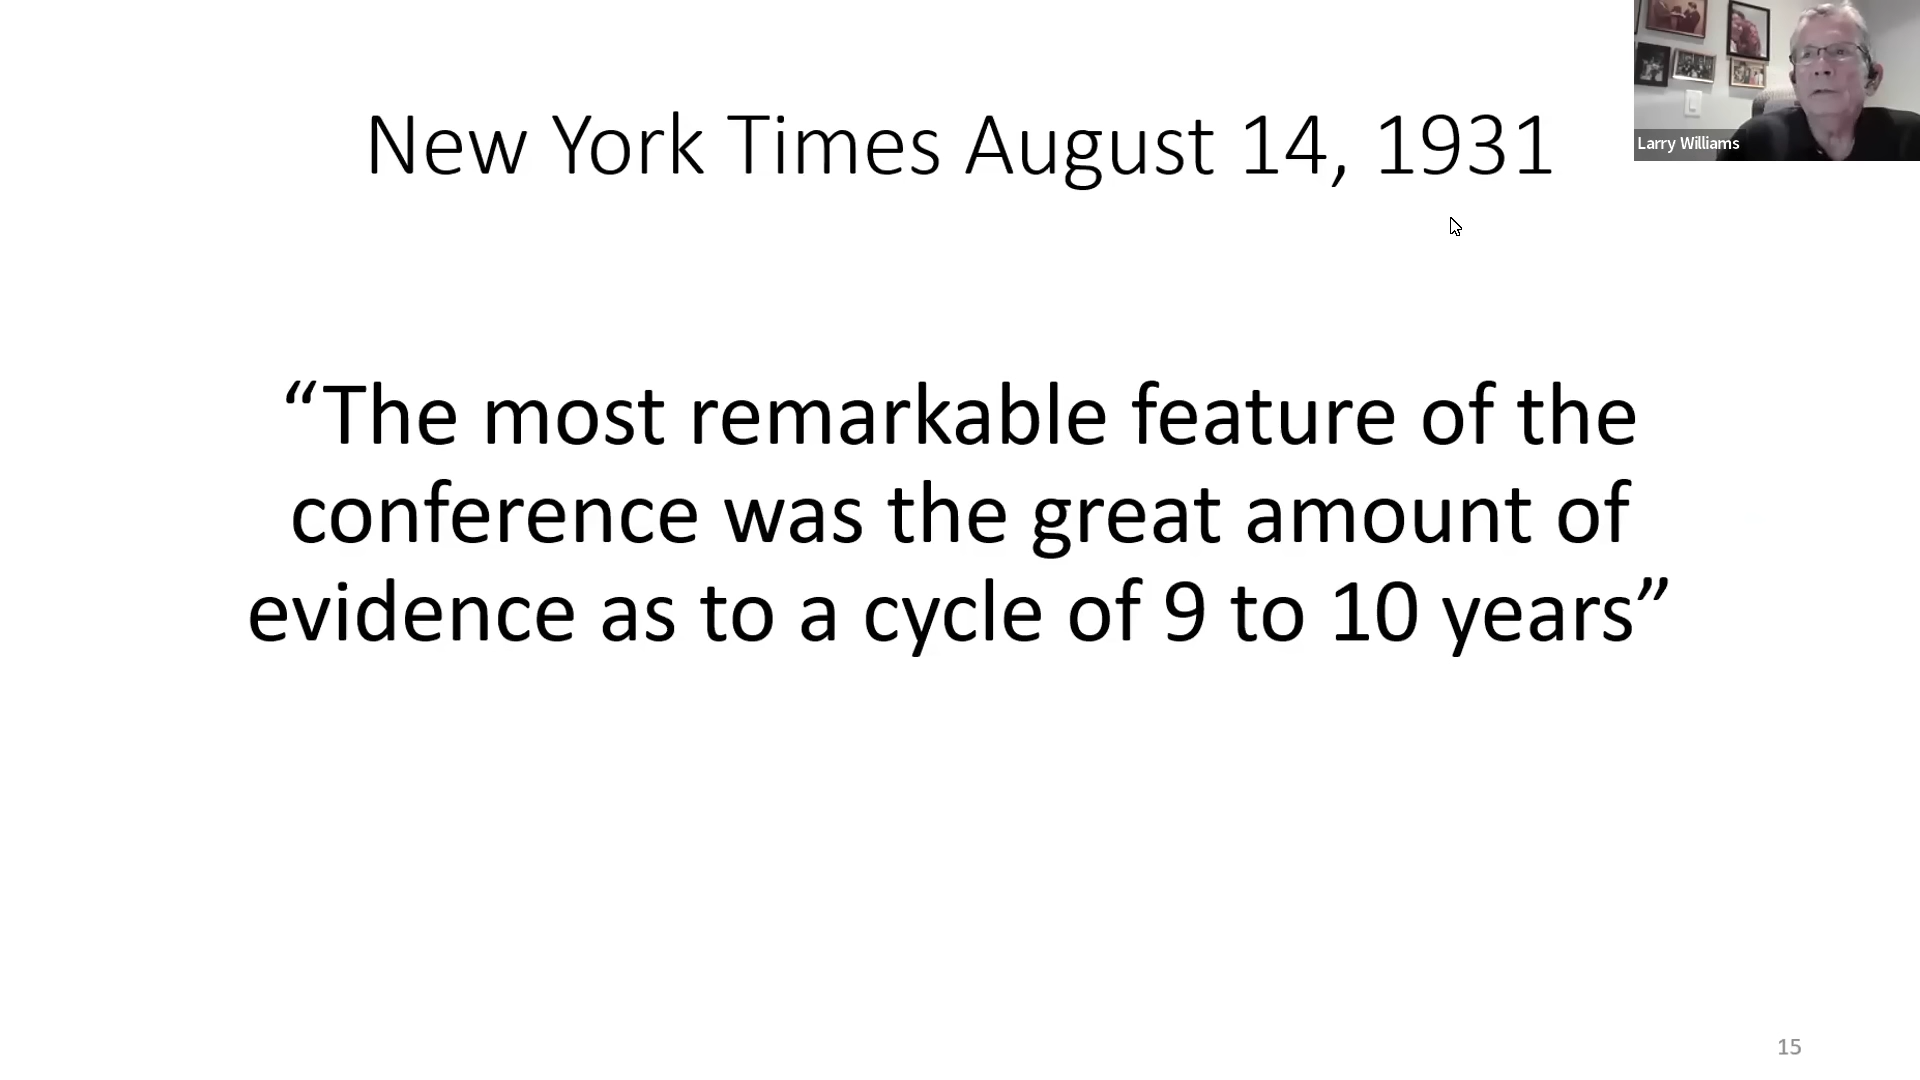 New York Times August 14, 1931
Larry Williams
“The most remarkable feature of the
conference was the great amount of
evidence as to a cycle of 9 to 10 years”
15